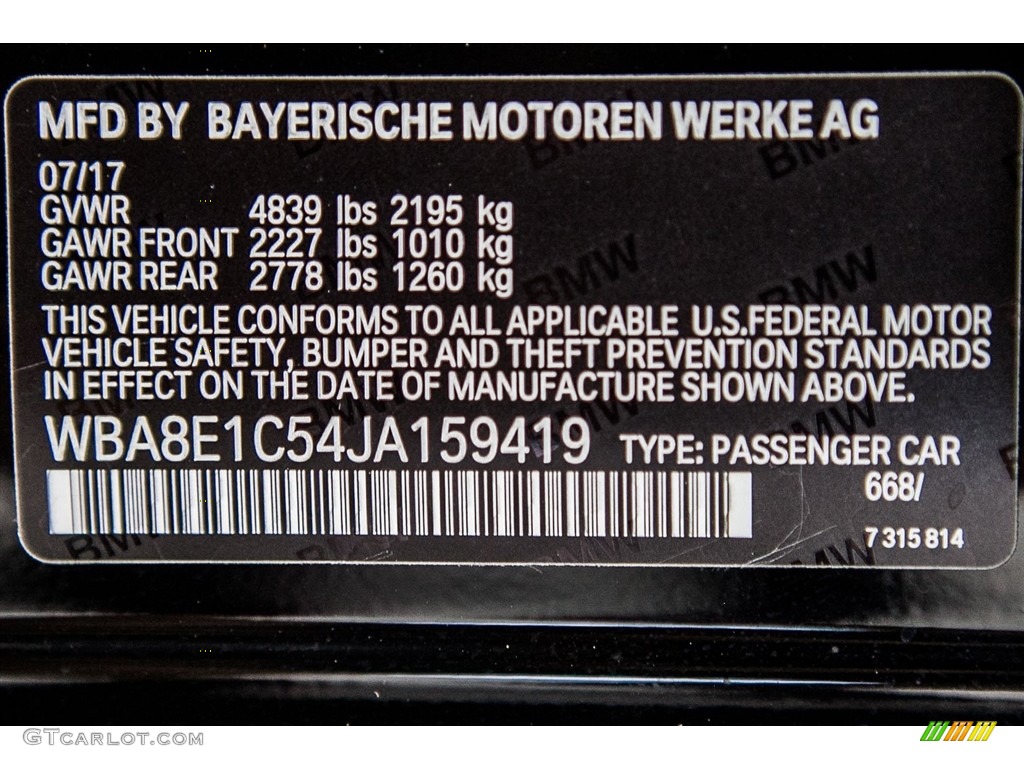 MFD BY BAYERISCHE MOTOREN WERKE AG
07/17
GVWR 4839 lbs 2195 kg
GAWR FRONT 2227 lbs 1010 kg
GAWR REAR 2778 lbs 1260 kg
THIS VEHICLE CONFORMS TO ALL APPLICABLE U.S.FEDERAL MOTOR
VEHICLE SAFETY, BUMPER AND THEFT PREVENTION STANDARDS
IN EFFECT ON THE DATE OF MANUFACTURE SHOWN ABOVE.
WBA8E1C54JA159419 TYPE: PASSENGER CAR
668/
7 315 814
GTCARLOT.COM